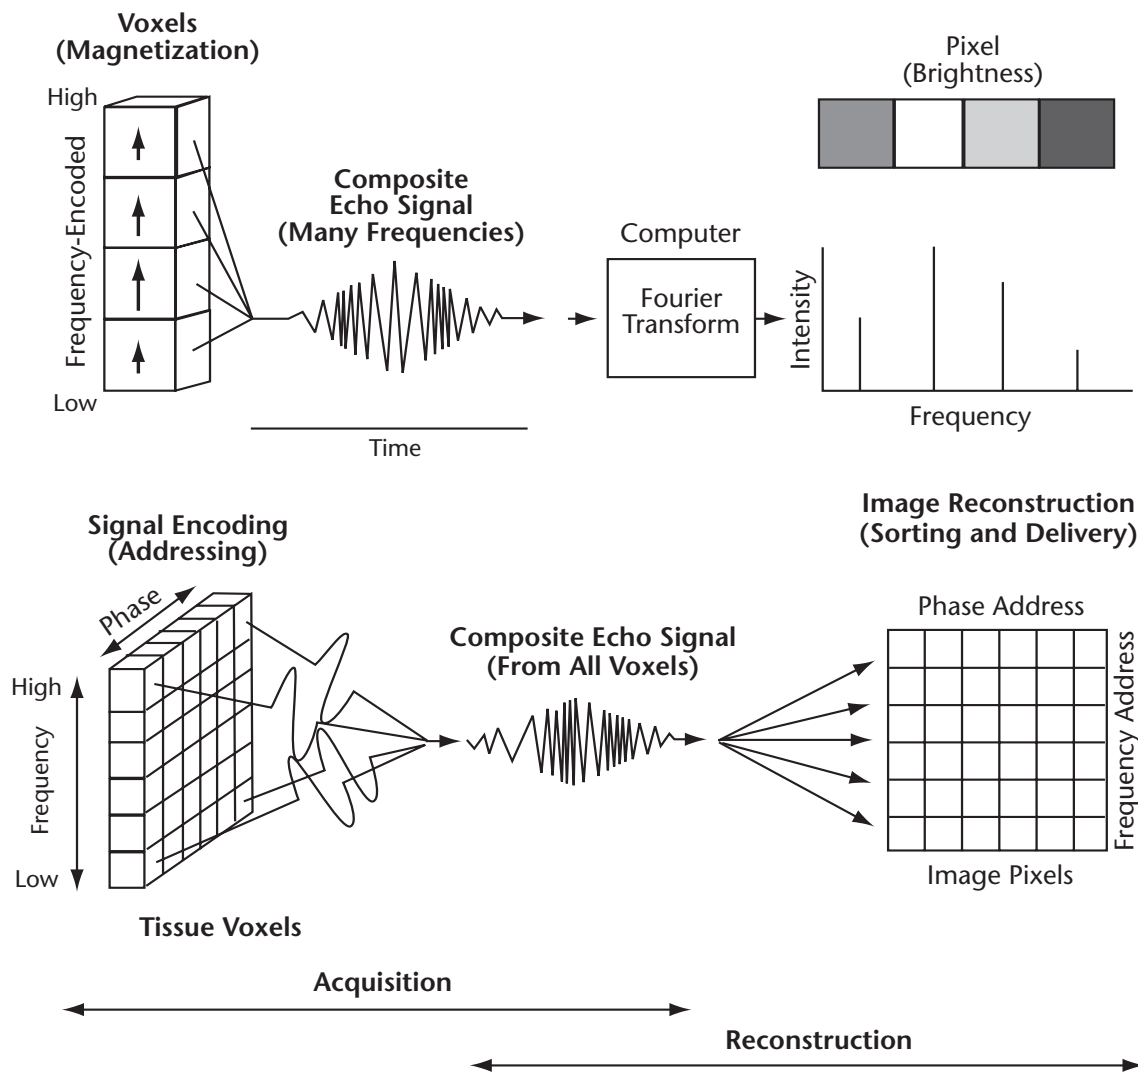 Voxels
(Magnetization)
High
Frequency-Encoded
Low
Composite
Echo Signal
(Many Frequencies)
Time
Computer
Fourier
Transform
Pixel
(Brightness)
Intensity
Frequency
Signal Encoding
(Addressing)
Phase
High
Frequency
Low
Tissue Voxels
Composite Echo Signal
(From All Voxels)
Image Reconstruction
(Sorting and Delivery)
Phase Address
Frequency Address
Image Pixels
Acquisition
Reconstruction